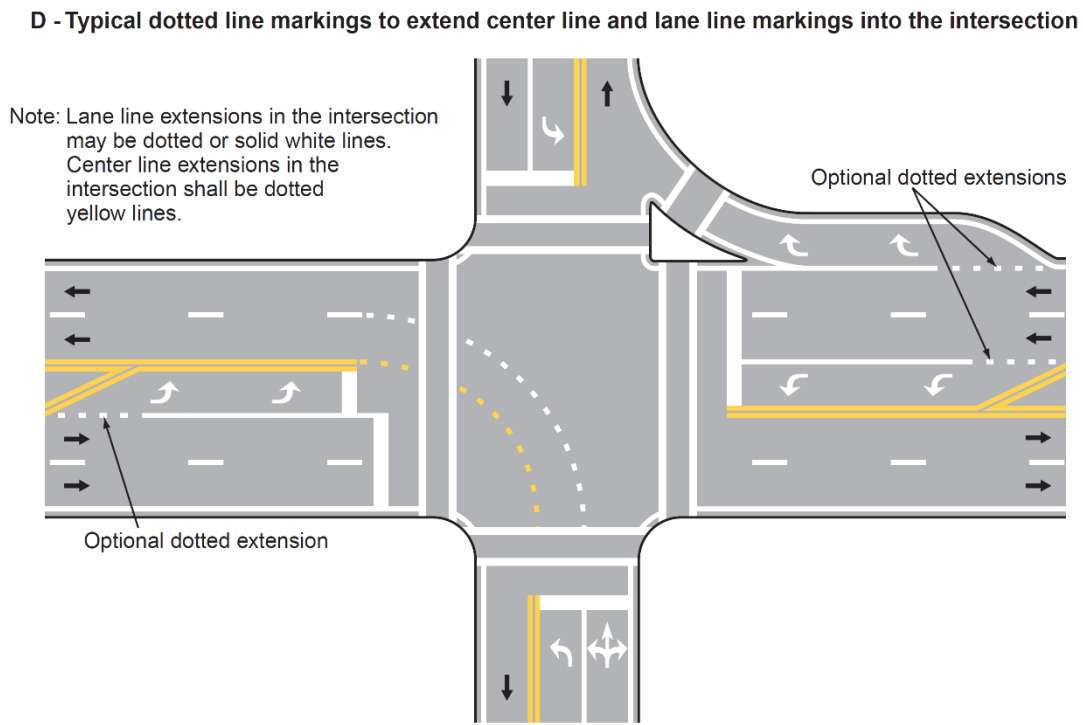 D - Typical dotted line markings to extend center line and lane line markings into the intersection
Note: Lane line extensions in the intersection
may be dotted or solid white lines.
Center line extensions in the
intersection shall be dotted
yellow lines.
Optional dotted extensions
Optional dotted extension